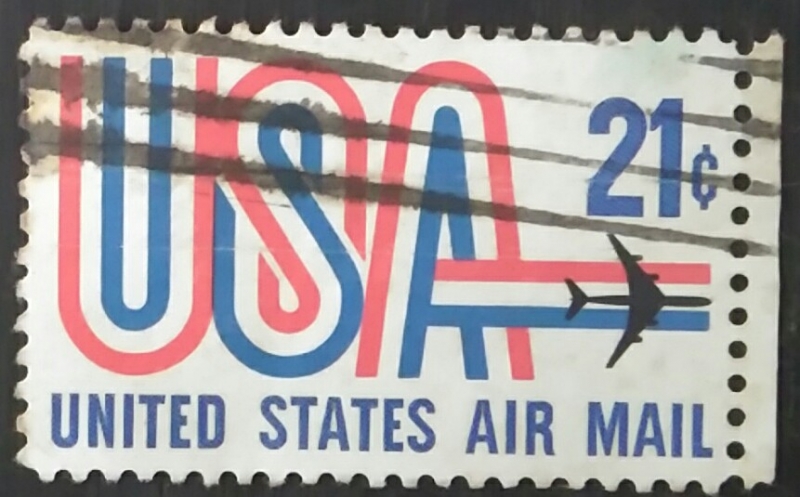 USA
21¢
UNITED STATES AIR MAIL